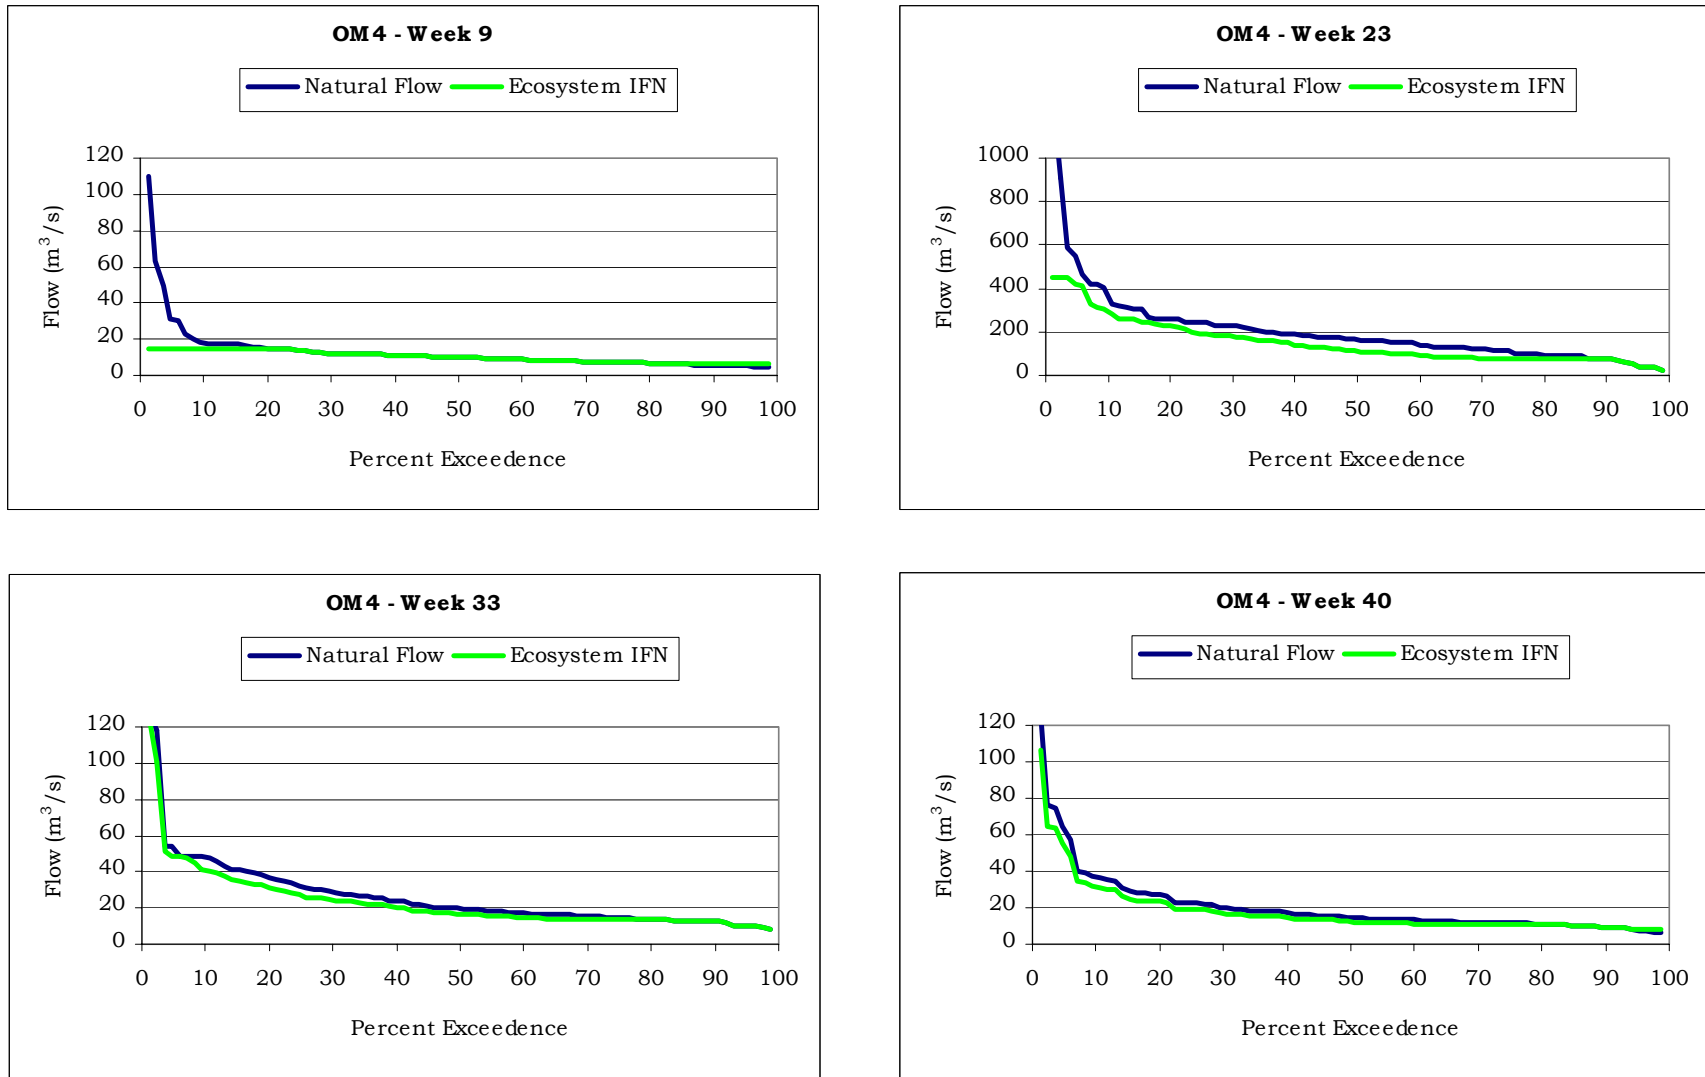 OM4 - Week 9
Natural Flow Ecosystem IFN
120
100
80
60
40
20
0
Flow (m³/s)
0 10 20 30 40 50 60 70 80 90 100
Percent Exceedence
OM4 - Week 23
Natural Flow Ecosystem IFN
1000
800
600
400
200
0
Flow (m³/s)
0 10 20 30 40 50 60 70 80 90 100
Percent Exceedence
OM4 - Week 33
Natural Flow Ecosystem IFN
120
100
80
60
40
20
0
Flow (m³/s)
0 10 20 30 40 50 60 70 80 90 100
Percent Exceedence
OM4 - Week 40
Natural Flow Ecosystem IFN
120
100
80
60
40
20
0
Flow (m³/s)
0 10 20 30 40 50 60 70 80 90 100
Percent Exceedence